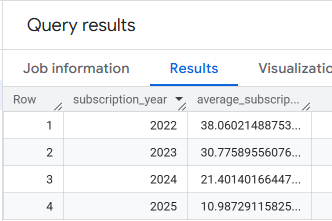 Query results
Job information Results Visualizatio
Row subscription_year average_subscrip...
1 2022 38.06021488753...
2 2023 30.77589556076...
3 2024 21.40140166447...
4 2025 10.98729115825...